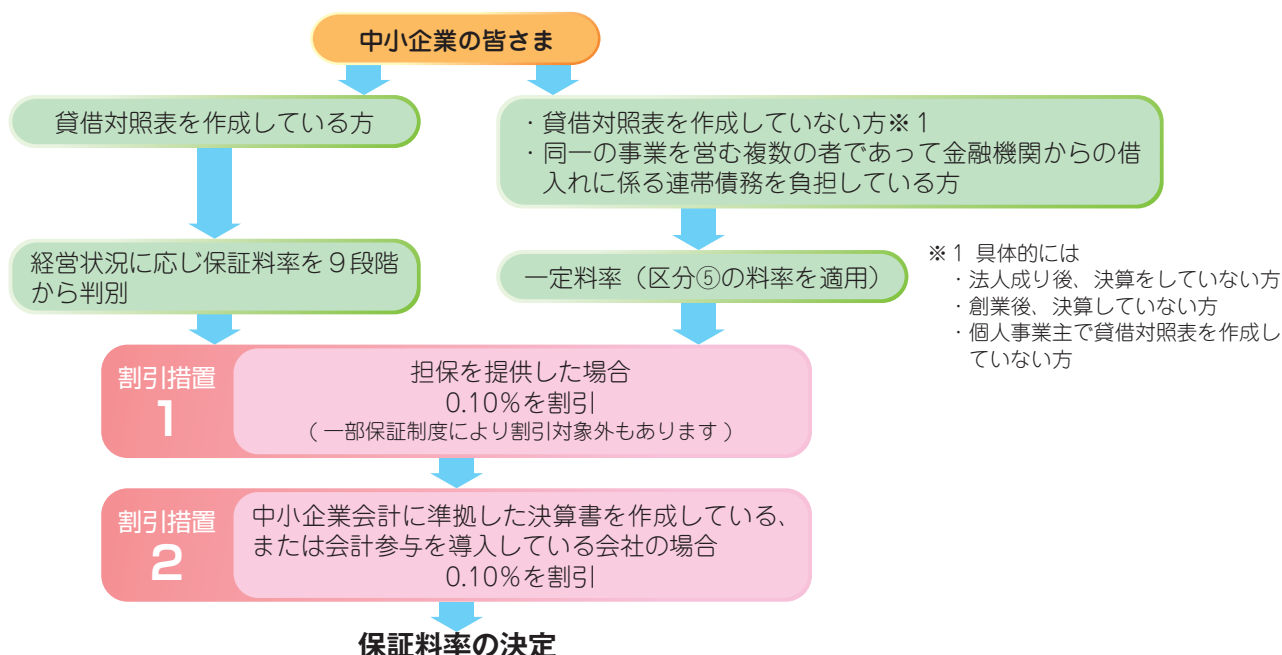 中小企業の皆さま
貸借対照表を作成している方
・貸借対照表を作成していない方※1
・同一の事業を営む複数の者であって金融機関からの借
入れに係る連帯債務を負担している方
経営状況に応じ保証料率を9段階
から判別
一定料率（区分⑤の料率を適用）
※1 具体的には
・法人成り後、決算をしていない方
・創業後、決算していない方
・個人事業主で貸借対照表を作成し
ていない方
割引措置
1
担保を提供した場合
0.10％を割引
（一部保証制度により割引対象外もあります）
割引措置
2
中小企業会計に準拠した決算書を作成している、
または会計参与を導入している会社の場合
0.10％を割引
保証料率の決定